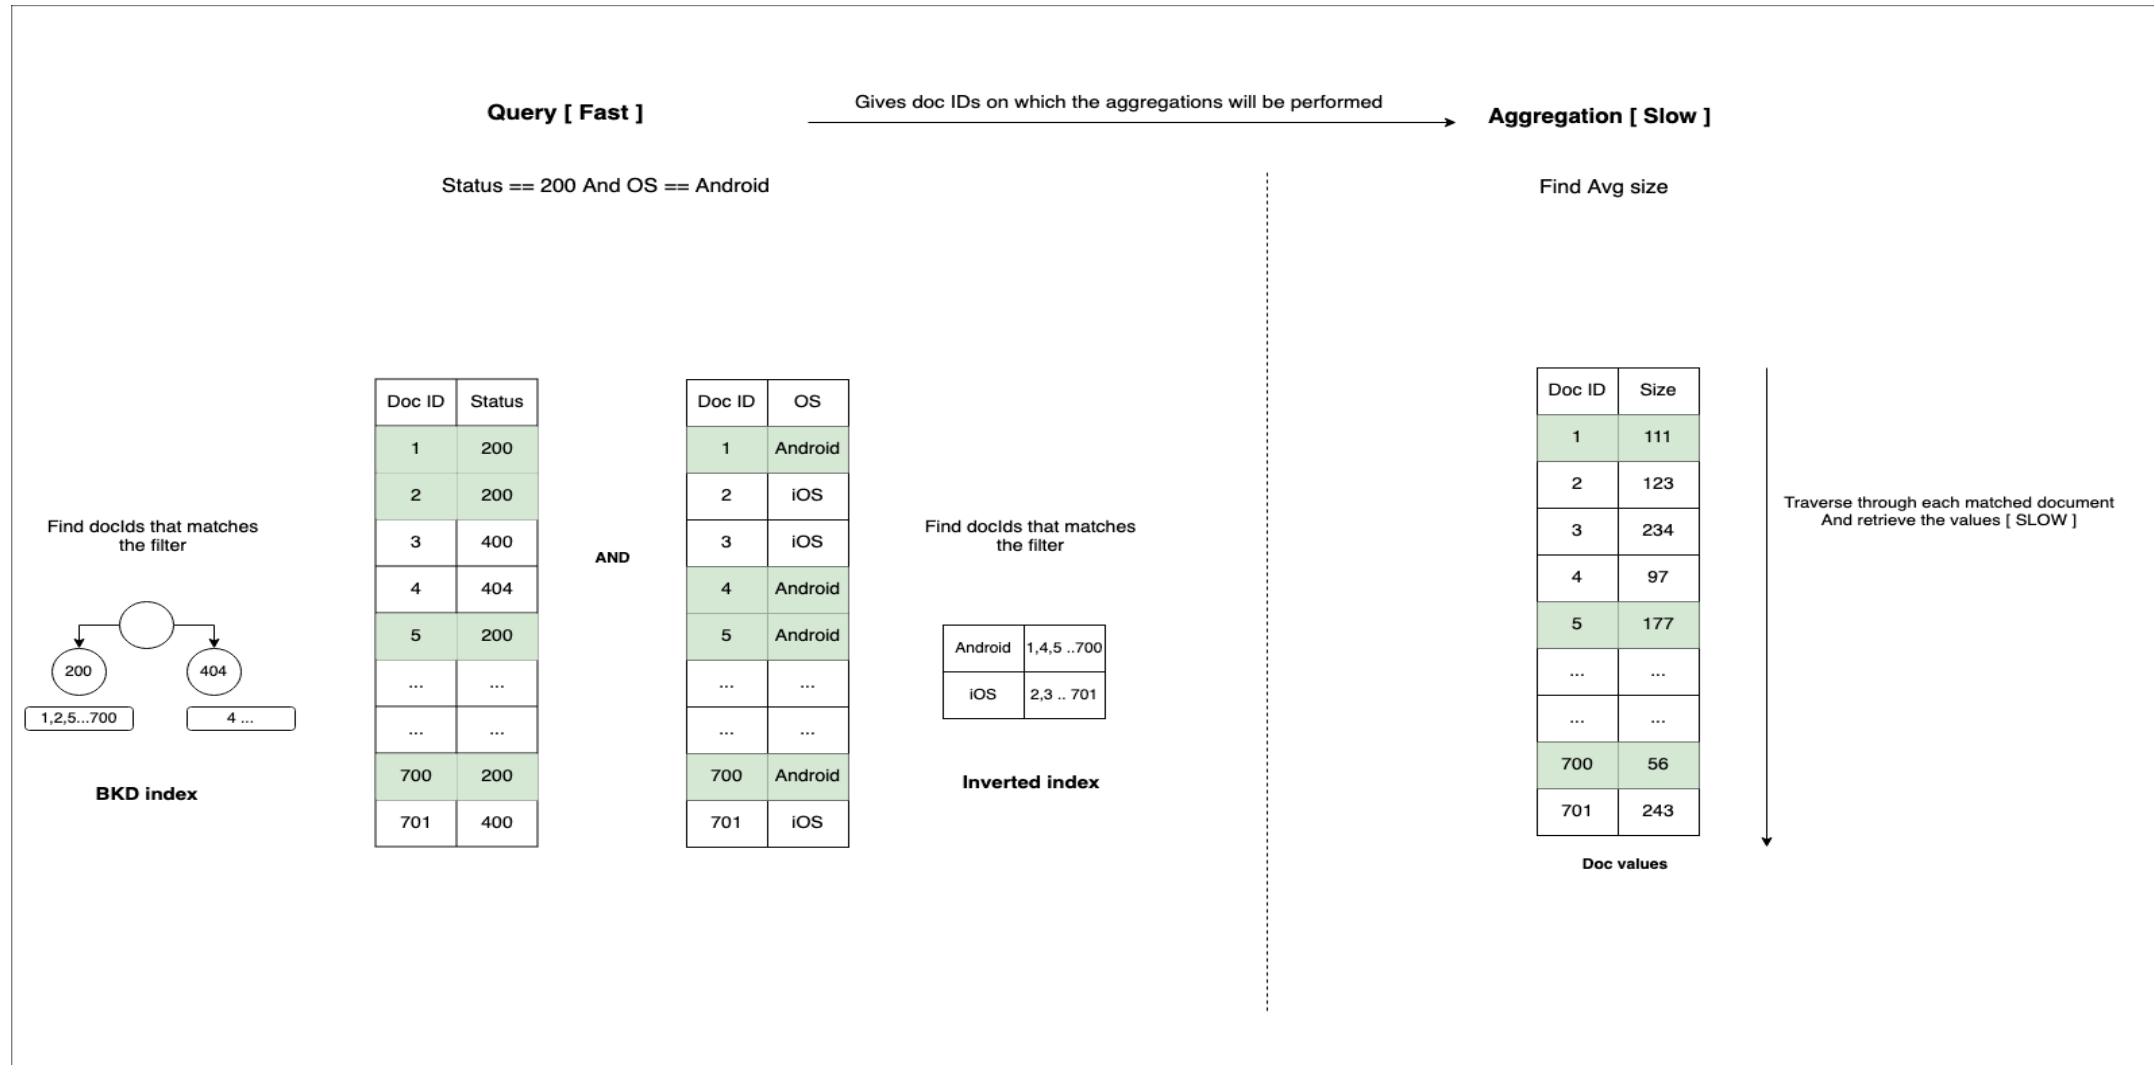 Query [ Fast ]
Gives doc IDs on which the aggregations will be performed
Aggregation [ Slow ]
Status == 200 And OS == Android
Find Avg size
Find docIds that matches
the filter
200
404
1,2,5...700
4 ...
BKD index
Doc ID Status
1 200
2 200
3 400
4 404
5 200
... ...
... ...
700 200
701 400
AND
Doc ID OS
1 Android
2 iOS
3 iOS
4 Android
5 Android
... ...
... ...
700 Android
701 iOS
Find docIds that matches
the filter
Android 1,4,5 ..700
iOS 2,3 .. 701
Inverted index
Doc ID Size
1 111
2 123
3 234
4 97
5 177
... ...
... ...
700 56
701 243
Doc values
Traverse through each matched document
And retrieve the values [ SLOW ]